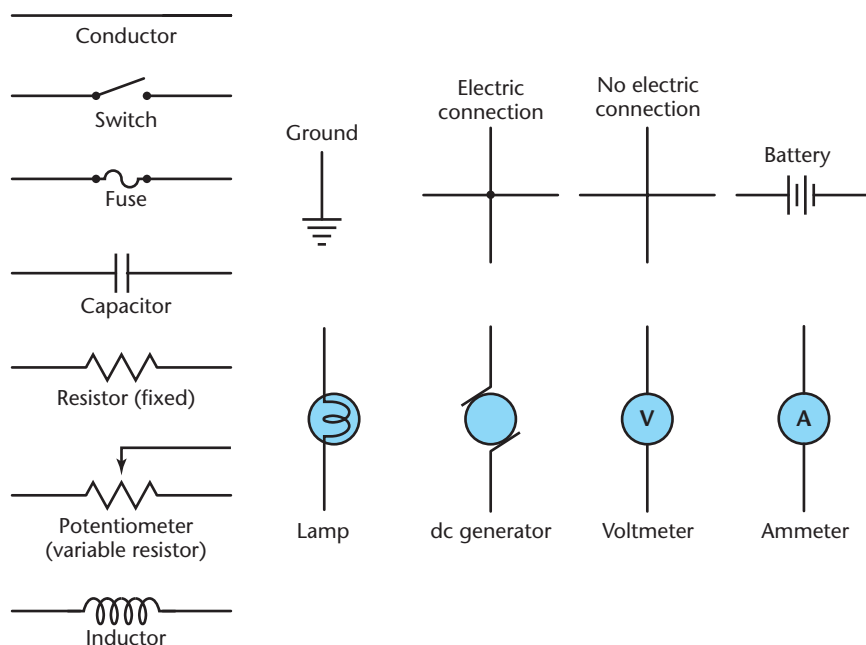 Conductor
Switch
Fuse
Capacitor
Resistor (fixed)
Potentiometer
(variable resistor)
Inductor
Ground
Electric
connection
No electric
connection
Battery
Lamp
dc generator
V
Voltmeter
A
Ammeter